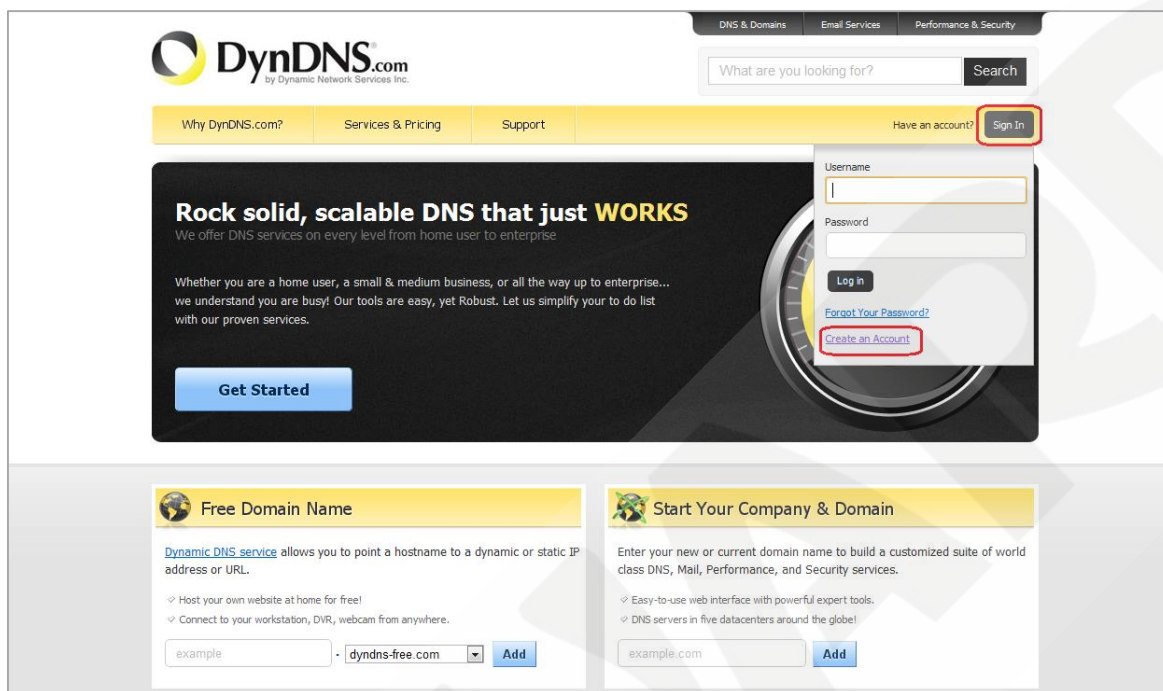 DNS & Domains Email Services Performance & Security
DynDNS.com
by Dynamic Network Services Inc.
What are you looking for? Search
Why DynDNS.com? Services & Pricing Support Have an account? Sign In
Username
Password
Log in
Forgot Your Password?
Create an Account
Rock solid, scalable DNS that just WORKS
We offer DNS services on every level from home user to enterprise
Whether you are a home user, a small & medium business, or all the way up to enterprise...
we understand you are busy! Our tools are easy, yet Robust. Let us simplify your to do list
with our proven services.
Get Started
Free Domain Name
Dynamic DNS service allows you to point a hostname to a dynamic or static IP
address or URL.
Host your own website at home for free!
Connect to your workstation, DVR, webcam from anywhere.
example - dyndns-free.com Add
Start Your Company & Domain
Enter your new or current domain name to build a customized suite of world
class DNS, Mail, Performance, and Security services.
Easy-to-use web interface with powerful expert tools.
DNS servers in five datacenters around the globe!
example.com Add